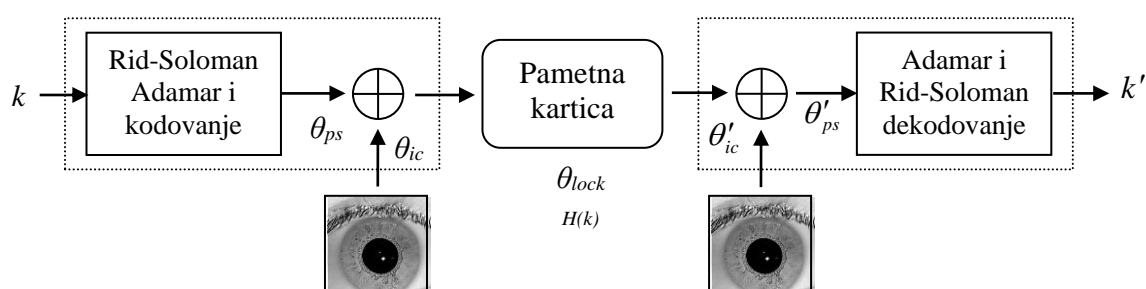 k
Rid-Soloman
Adamar i
kodovanje
θps
θic
Pametna
kartica
θlock
H(k)
θ′ic
θ′ps
Adamar i
Rid-Soloman
dekodovanje
k′